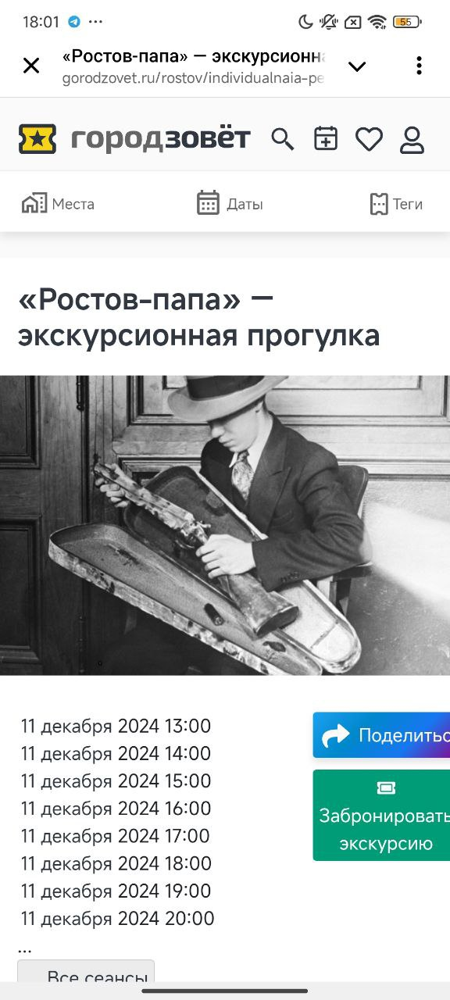 18:01
55
«Ростов-папа» — экскурсионн
gorodzovet.ru/rostov/individualnaia-pe
городзовёт
Места
Даты
Теги
«Ростов-папа» —
экскурсионная прогулка
11 декабря 2024 13:00
11 декабря 2024 14:00
11 декабря 2024 15:00
11 декабря 2024 16:00
11 декабря 2024 17:00
11 декабря 2024 18:00
11 декабря 2024 19:00
11 декабря 2024 20:00
...
Поделитьс
Забронировать
экскурсию
Все сеансы